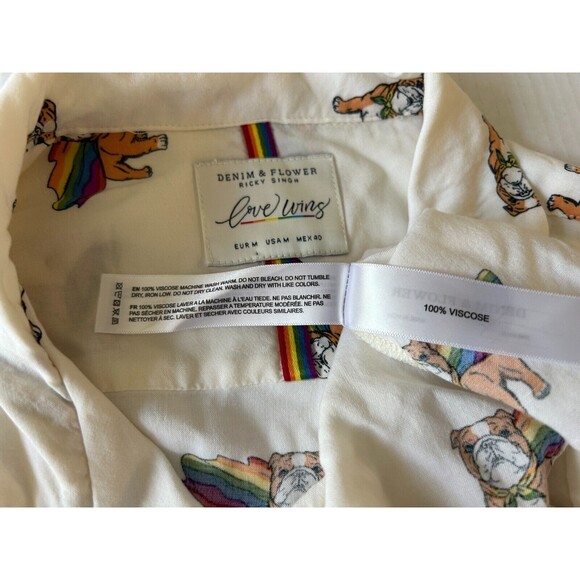 DENIM & FLOWER
RICKY SINGH
love wins
EUR M USA M MEX 40
EN 100% VISCOSE MACHINE WASH WARM. DO NOT BLEACH. DO NOT TUMBLE
DRY, IRON LOW. DO NOT DRY CLEAN. WASH AND DRY WITH LIKE COLORS.
FR 100% VISCOSE LAVER A LA MACHINE À L'EAU TIEDE. NE PAS BLANCHIR. NE
PAS SÉCHER EN MACHINE, REPASSER A TEMPERATURE MODÉRÉE. NE PAS
NETTOYER À SEC. LAVER ET SECHER AVEC COULEURS SIMILAIRES.
100% VISCOSE